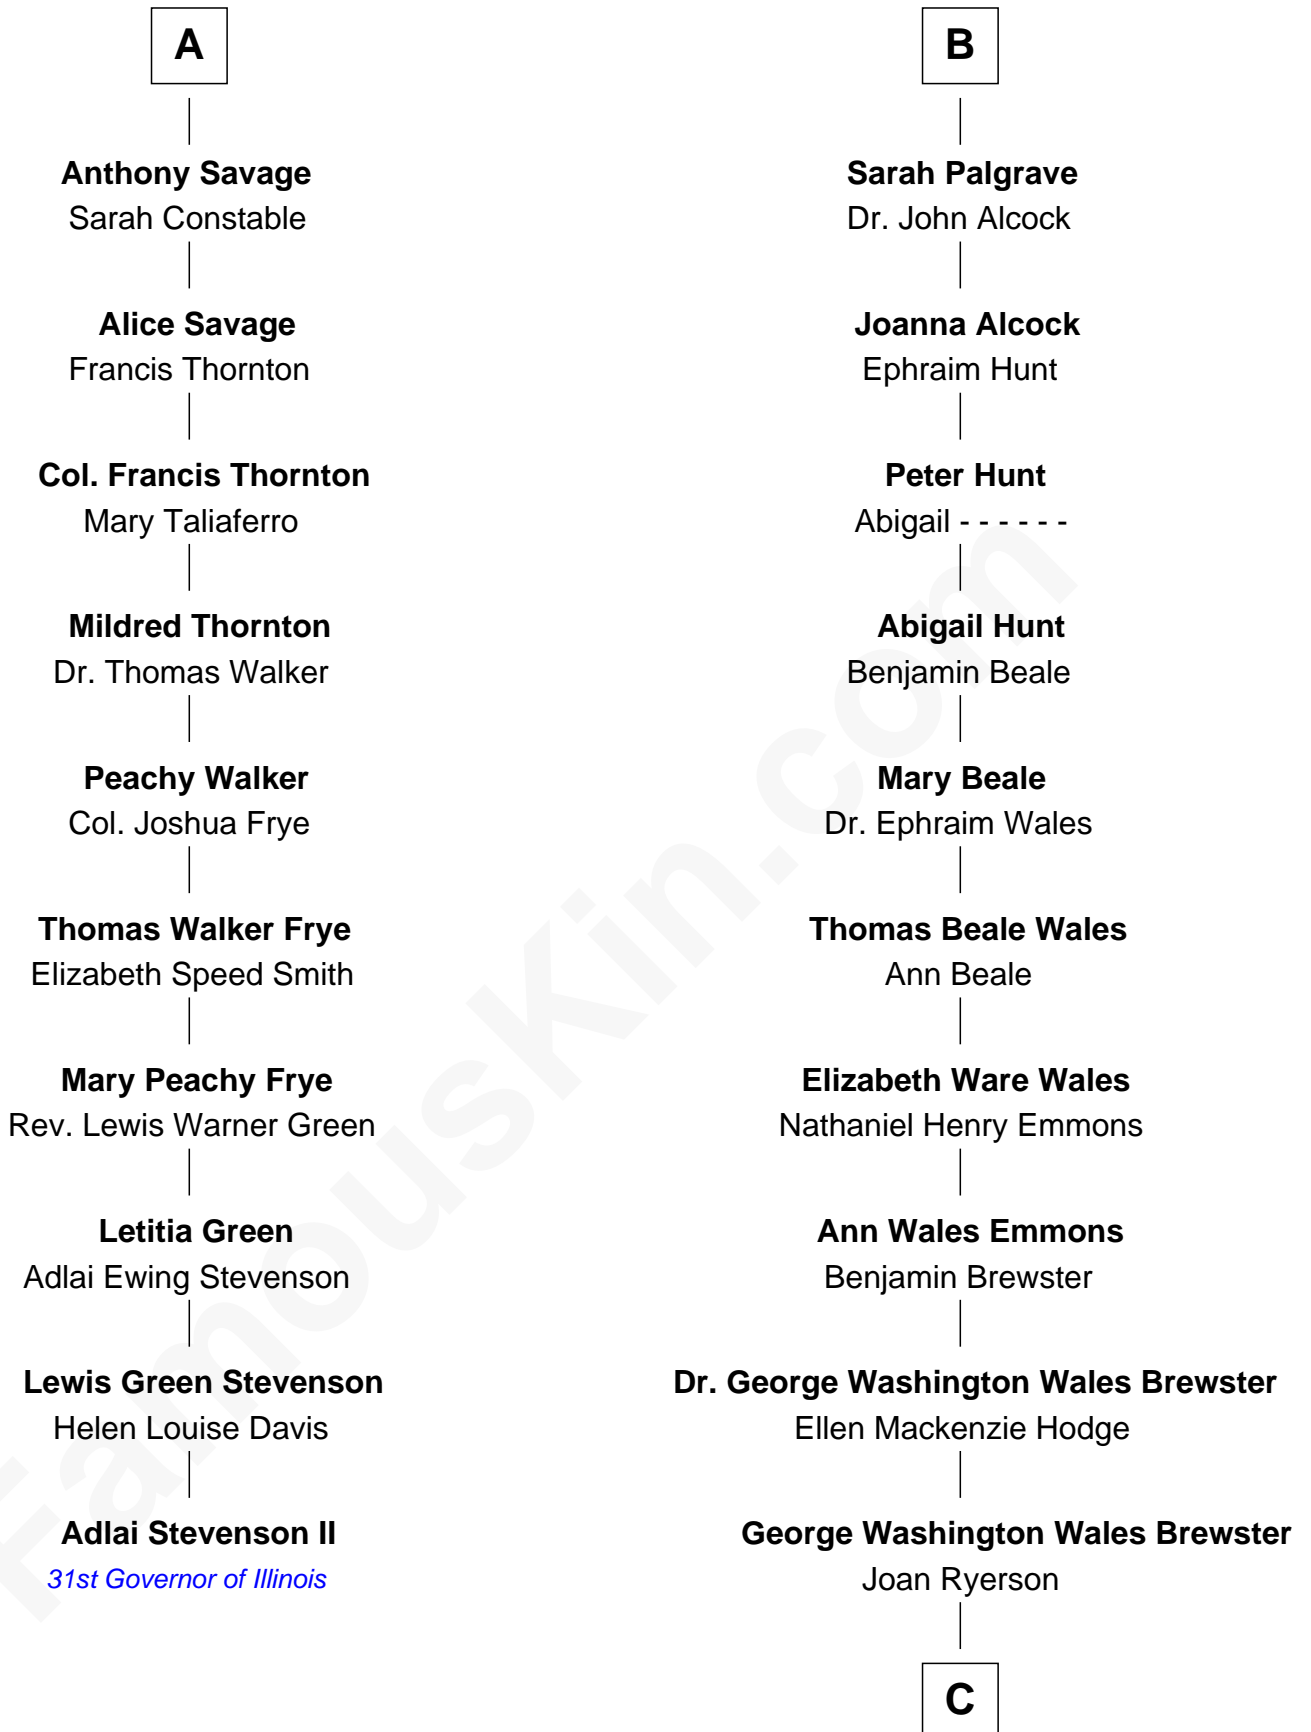 A
Anthony Savage
Sarah Constable
Alice Savage
Francis Thornton
Col. Francis Thornton
Mary Taliaferro
Mildred Thornton
Dr. Thomas Walker
Peachy Walker
Col. Joshua Frye
Thomas Walker Frye
Elizabeth Speed Smith
Mary Peachy Frye
Rev. Lewis Warner Green
Letitia Green
Adlai Ewing Stevenson
Lewis Green Stevenson
Helen Louise Davis
Adlai Stevenson II
31st Governor of Illinois
B
Sarah Palgrave
Dr. John Alcock
Joanna Alcock
Ephraim Hunt
Peter Hunt
Abigail - - - - - -
Abigail Hunt
Benjamin Beale
Mary Beale
Dr. Ephraim Wales
Thomas Beale Wales
Ann Beale
Elizabeth Ware Wales
Nathaniel Henry Emmons
Ann Wales Emmons
Benjamin Brewster
Dr. George Washington Wales Brewster
Ellen Mackenzie Hodge
George Washington Wales Brewster
Joan Ryerson
C
FamousKin.com